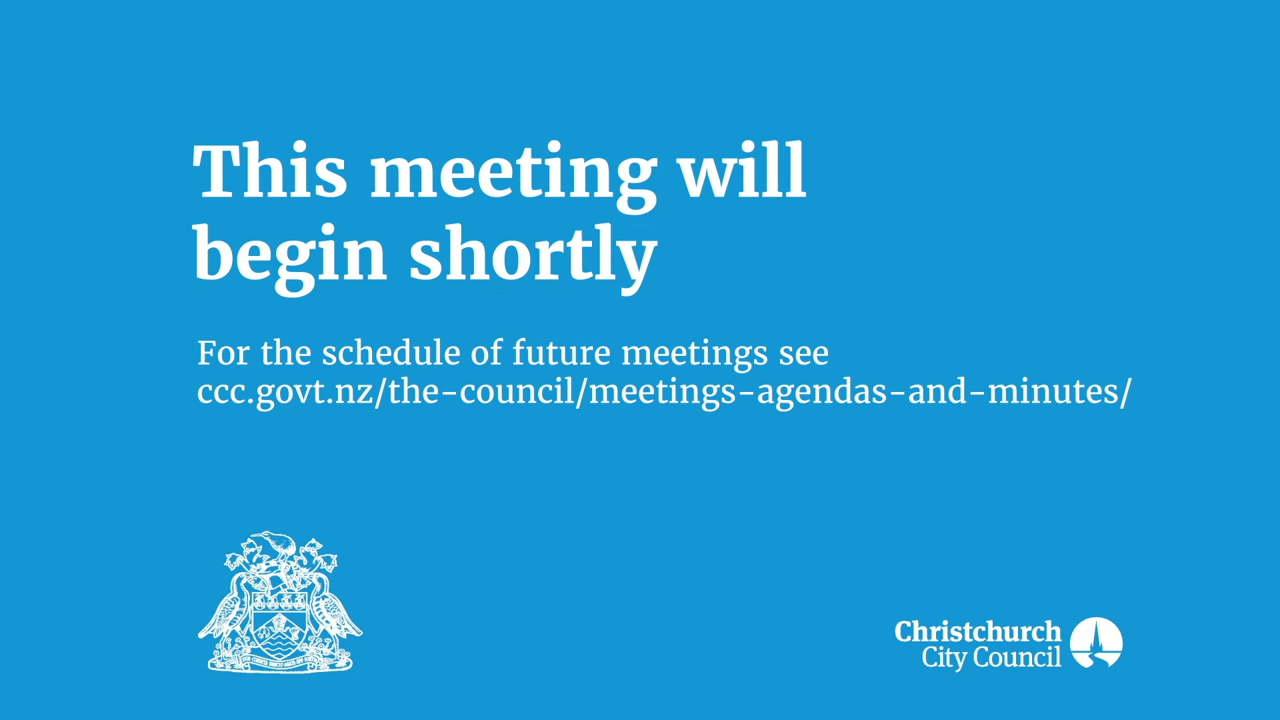 This meeting will
begin shortly
For the schedule of future meetings see
ccc.govt.nz/the-council/meetings-agendas-and-minutes/
Christchurch
City Council